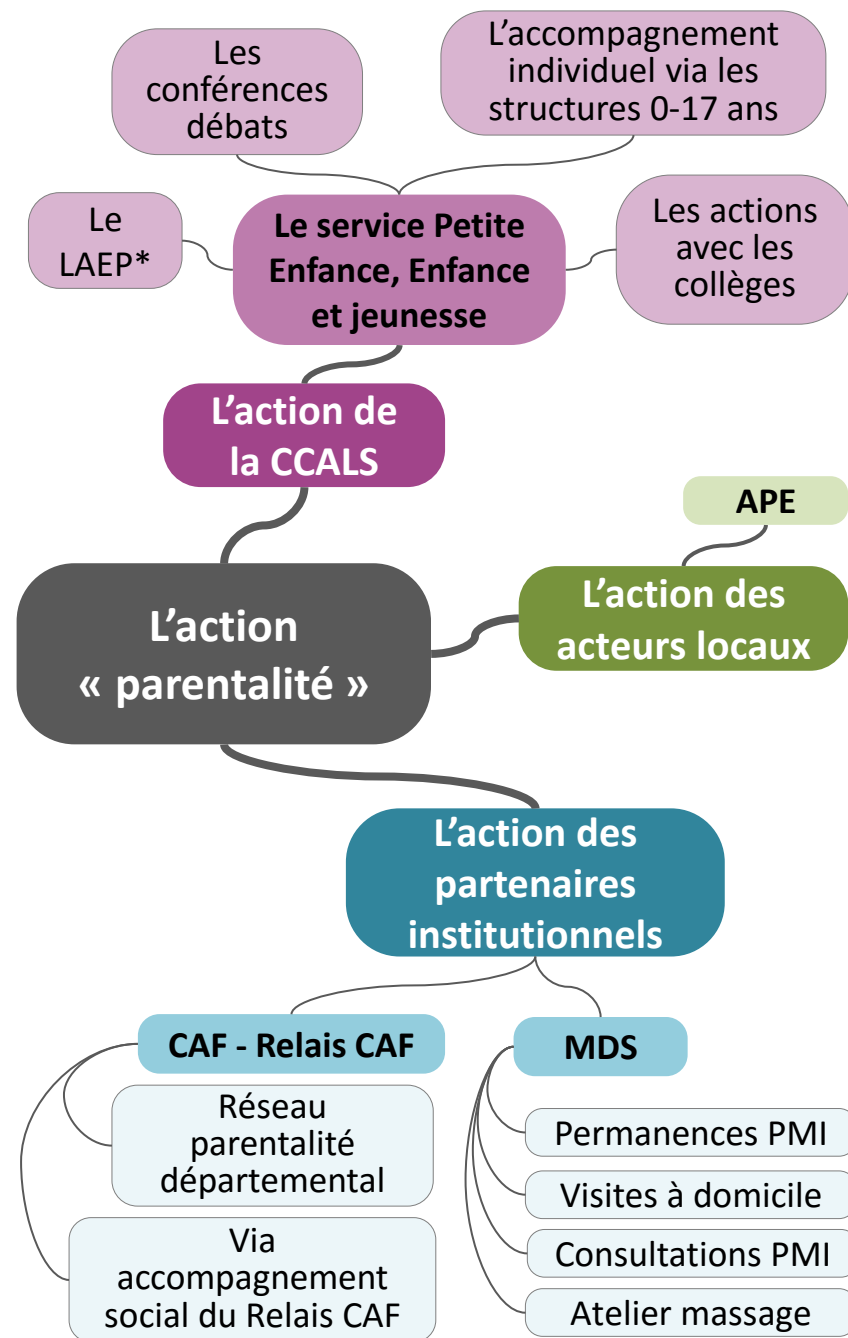 Les
conférences
débats
L’accompagnement
individuel via les
structures 0-17 ans
Le
LAEP*
Le service Petite
Enfance, Enfance
et jeunesse
Les actions
avec les
collèges
L’action de
la CCALS
APE
L’action
« parentalité »
L’action des
acteurs locaux
L’action des
partenaires
institutionnels
CAF - Relais CAF
Réseau
parentalité
départemental
Via
accompagnement
social du Relais CAF
MDS
Permanences PMI
Visites à domicile
Consultations PMI
Atelier massage